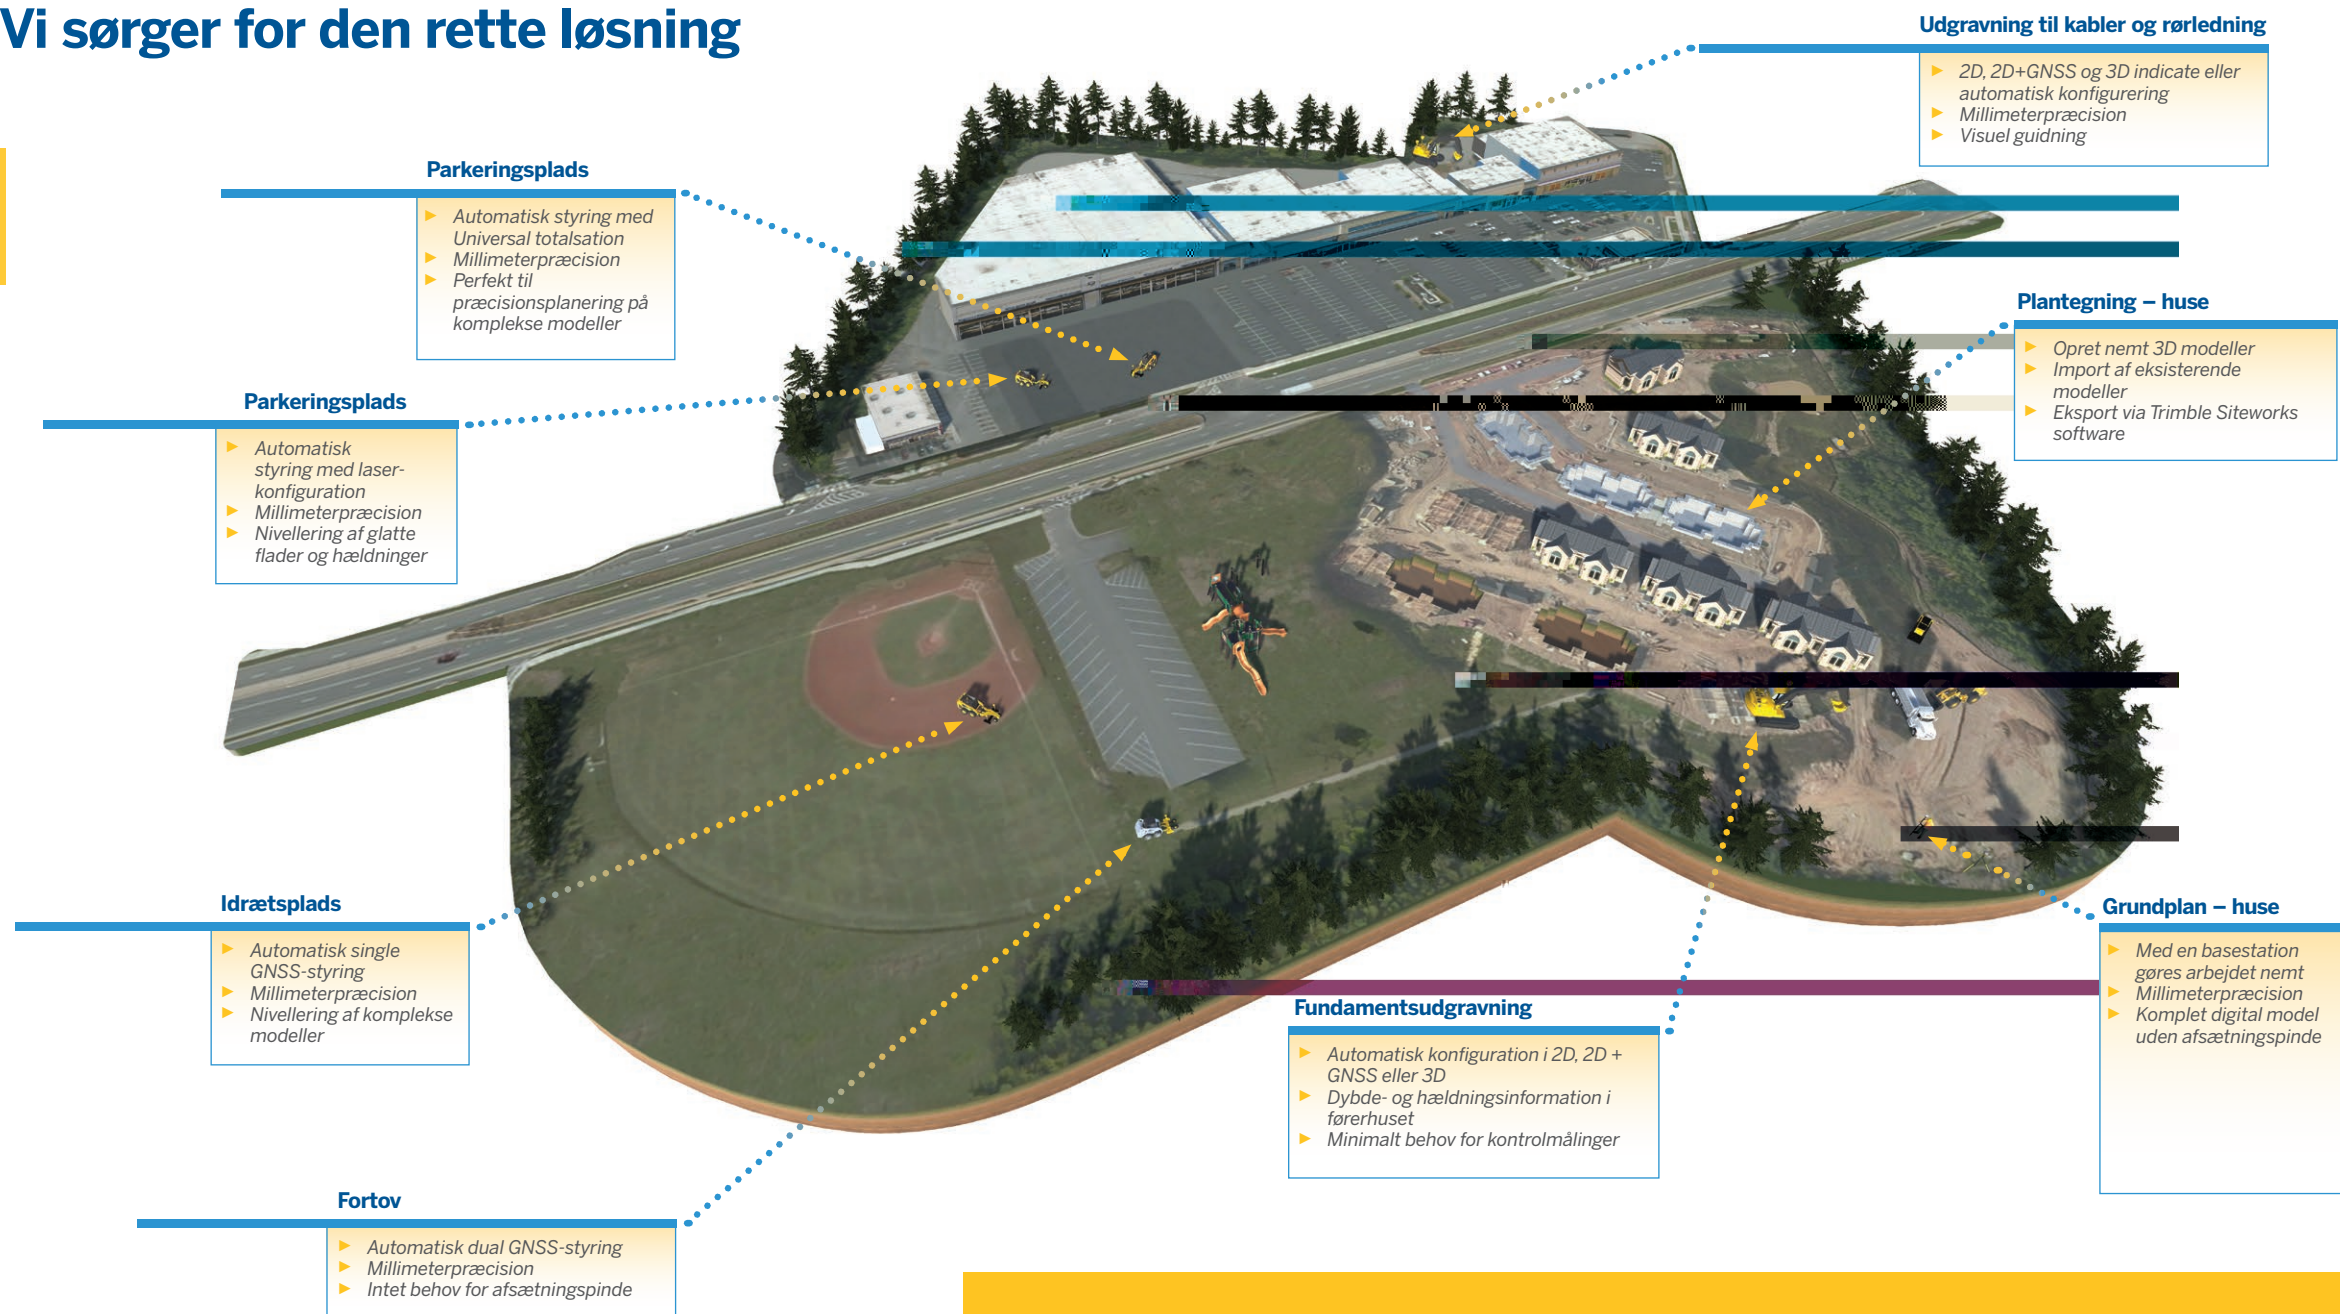 Vi sørger for den rette løsning
Udgravning til kabler og rørledning
2D, 2D+GNSS og 3D indicate eller
automatisk konfigurering
Millimeterpræcision
Visuel guidning
Parkeringsplads
Automatisk styring med
Universal totalsation
Millimeterpræcision
Perfekt til
præcisionsplanering på
komplekse modeller
Plantegning – huse
Opret nemt 3D modeller
Import af eksisterende
modeller
Eksport via Trimble Siteworks
software
Parkeringsplads
Automatisk
styring med laser-
konfiguration
Millimeterpræcision
Nivellering af glatte
flader og hældninger
Idrætsplads
Automatisk single
GNSS-styring
Millimeterpræcision
Nivellering af komplekse
modeller
Grundplan – huse
Med en basestation
gøres arbejdet nemt
Millimeterpræcision
Komplet digital model
uden afsætningspinde
Fundamentsudgravning
Automatisk konfiguration i 2D, 2D +
GNSS eller 3D
Dybde- og hældningsinformation i
førerhuset
Minimalt behov for kontrolmålinger
Fortov
Automatisk dual GNSS-styring
Millimeterpræcision
Intet behov for afsætningspinde